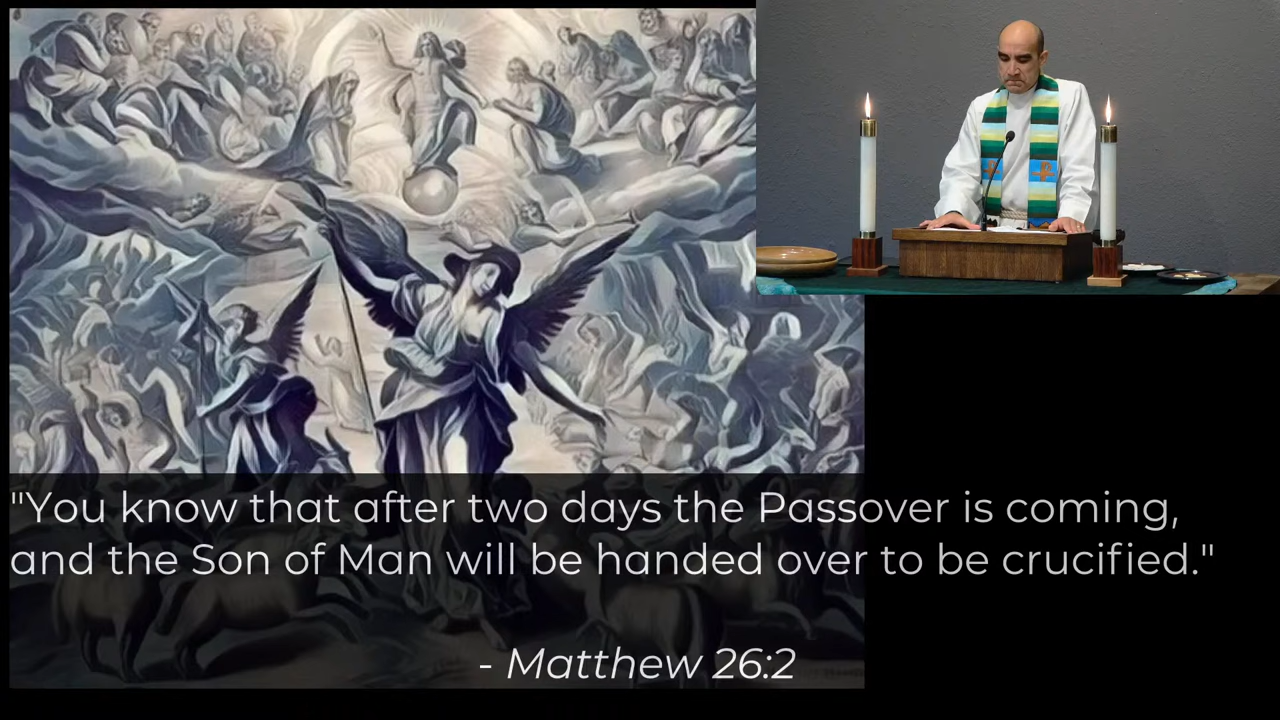 "You know that after two days the Passover is coming,
and the Son of Man will be handed over to be crucified."
- Matthew 26:2